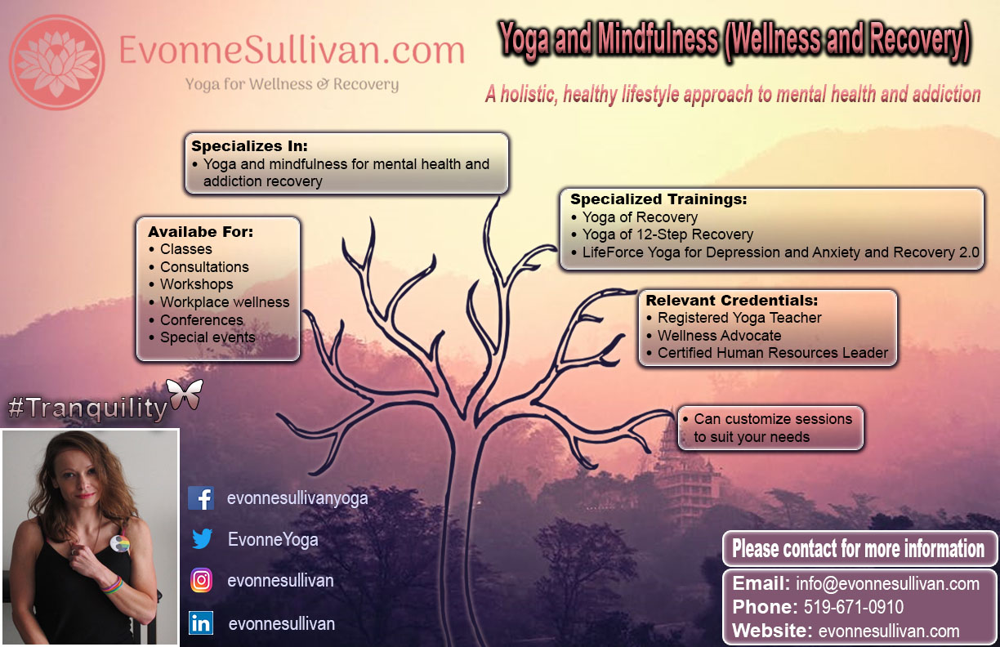 EvonneSullivan.com
Yoga for Wellness & Recovery
Yoga and Mindfulness (Wellness and Recovery)
A holistic, healthy lifestyle approach to mental health and addiction
Specializes In:
• Yoga and mindfulness for mental health and
addiction recovery
Specialized Trainings:
• Yoga of Recovery
• Yoga of 12-Step Recovery
• LifeForce Yoga for Depression and Anxiety and Recovery 2.0
Availabe For:
• Classes
• Consultations
• Workshops
• Workplace wellness
• Conferences
• Special events
Relevant Credentials:
• Registered Yoga Teacher
• Wellness Advocate
• Certified Human Resources Leader
• Can customize sessions
to suit your needs
#Tranquility
evonnesullivanyoga
EvonneYoga
evonnesullivan
evonnesullivan
Please contact for more information
Email: info@evonnesullivan.com
Phone: 519-671-0910
Website: evonnesullivan.com